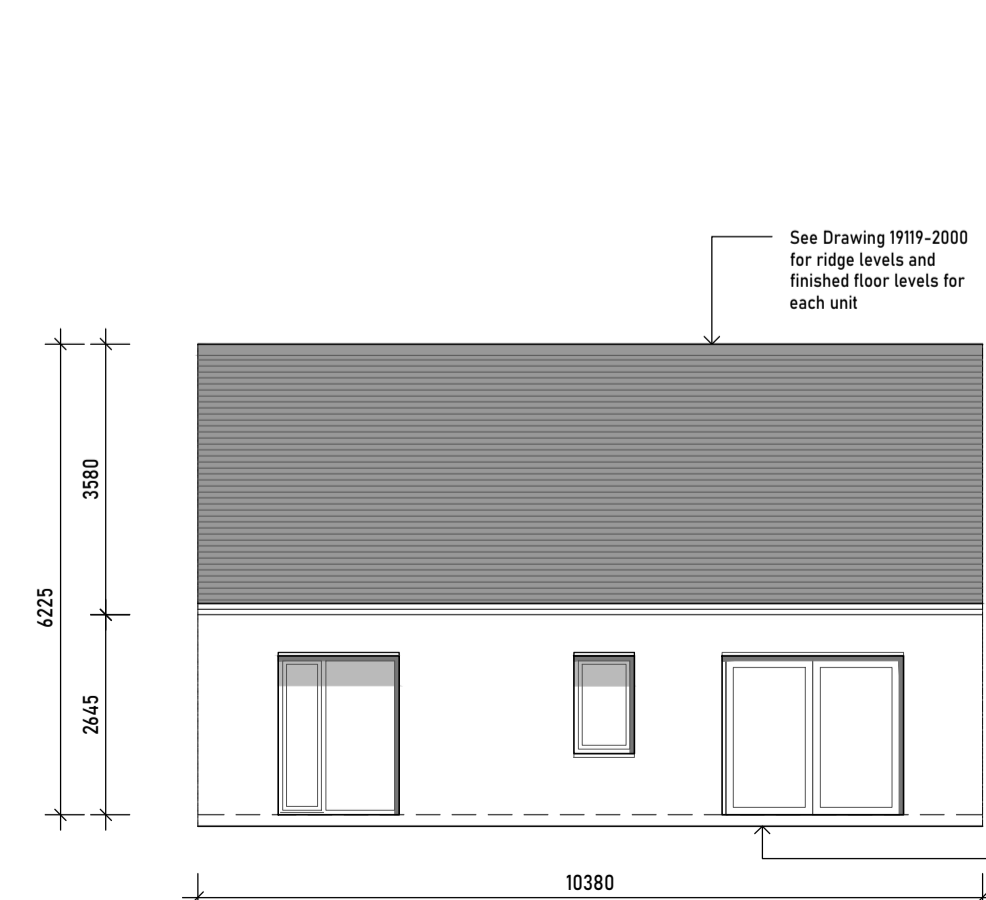 See Drawing 19119-2000
for ridge levels and
finished floor levels for
each unit
3580
6225
2645
10380